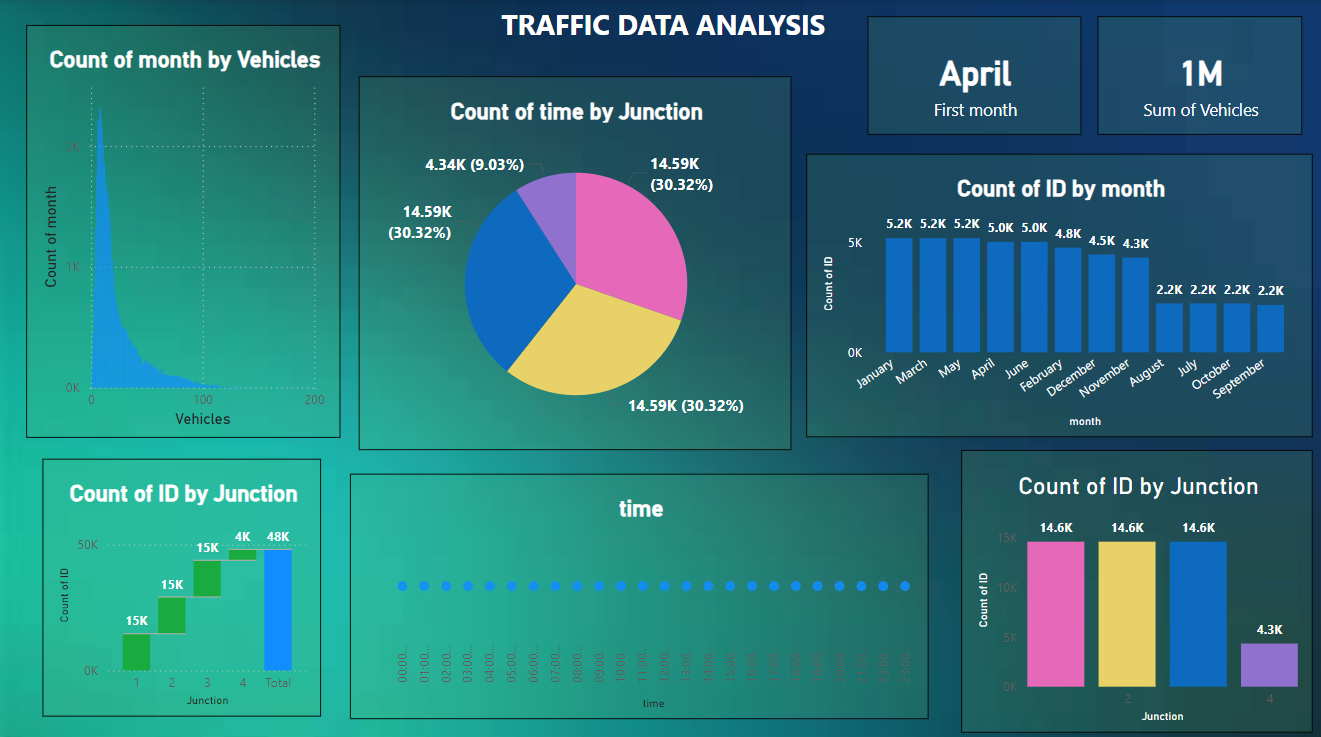 TRAFFIC DATA ANALYSIS
Count of month by Vehicles
2K
1K
0K
Count of month
0
100
200
Vehicles
Count of time by Junction
4.34K (9.03%)
14.59K
(30.32%)
14.59K
(30.32%)
14.59K (30.32%)
April
First month
1M
Sum of Vehicles
Count of ID by month
5.2K 5.2K 5.2K 5.0K 5.0K 4.8K 4.5K 4.3K 2.2K 2.2K 2.2K 2.2K
5K
0K
Count of ID
January March May April June February December November August July October September
month
Count of ID by Junction
15K 15K 15K 4K 48K
50K
0K
Count of ID
1 2 3 4 Total
Junction
time
00:00... 01:00... 02:00... 03:00... 04:00... 05:00... 06:00... 07:00... 08:00... 09:00... 10:00... 11:00... 12:00... 13:00... 14:00... 15:00... 
time
Count of ID by Junction
14.6K 14.6K 14.6K 4.3K
15K
10K
5K
0K
Count of ID
2 4
Junction